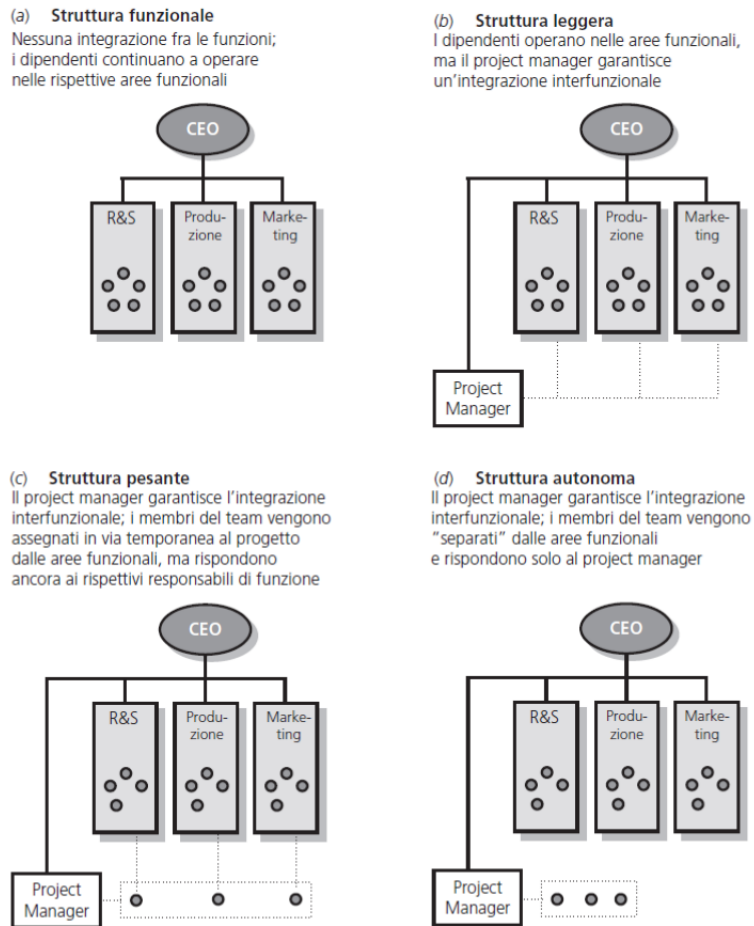 (a) Struttura funzionale
Nessuna integrazione fra le funzioni;
i dipendenti continuano a operare
nelle rispettive aree funzionali
CEO
R&S
Produ-
zione
Marke-
ting
(b) Struttura leggera
I dipendenti operano nelle aree funzionali,
ma il project manager garantisce
un’integrazione interfunzionale
CEO
R&S
Produ-
zione
Marke-
ting
Project
Manager
(c) Struttura pesante
Il project manager garantisce l’integrazione
interfunzionale; i membri del team vengono
assegnati in via temporanea al progetto
dalle aree funzionali, ma rispondono
ancora ai rispettivi responsabili di funzione
CEO
R&S
Produ-
zione
Marke-
ting
Project
Manager
(d) Struttura autonoma
Il project manager garantisce l’integrazione
interfunzionale; i membri del team vengono
“separati” dalle aree funzionali
e rispondono solo al project manager
CEO
R&S
Produ-
zione
Marke-
ting
Project
Manager